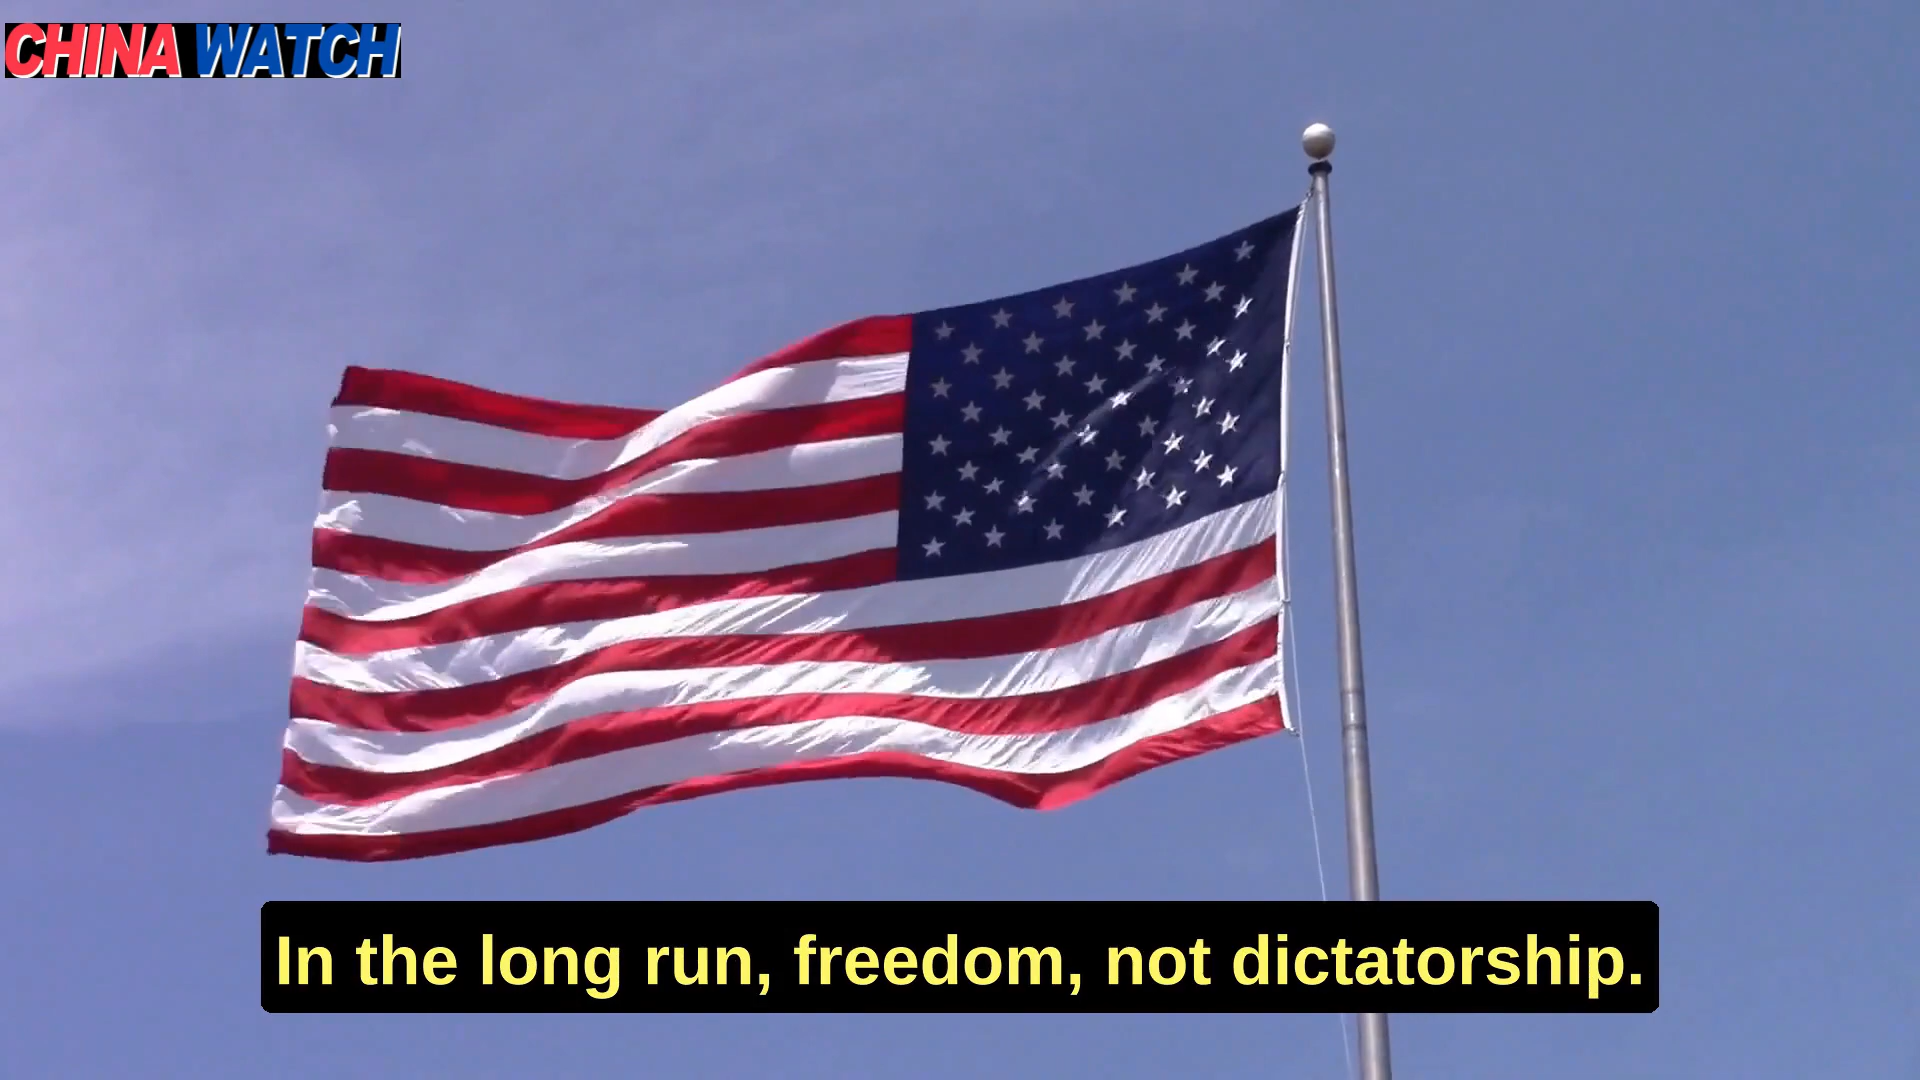 CHINA WATCH
In the long run, freedom, not dictatorship.